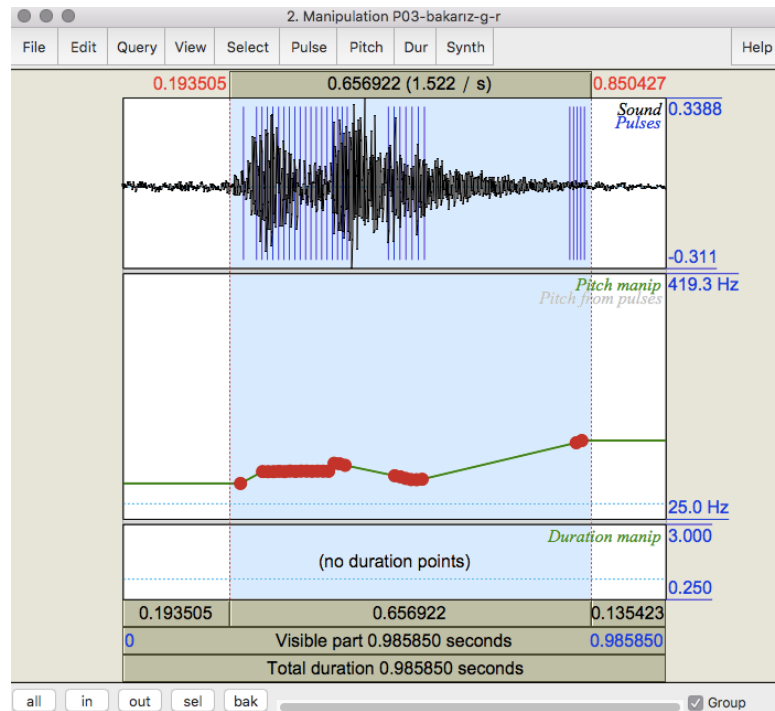 2. Manipulation P03-bakarız-g-r
File Edit Query View Select Pulse Pitch Dur Synth Help
0.193505 0.656922 (1.522 / s) 0.850427
Sound 0.3388
Pulses
-0.311
Pitch manip 419.3 Hz
Pitch from pulses
25.0 Hz
Duration manip 3.000
(no duration points)
0.250
0.193505 0.656922 0.135423
0 Visible part 0.985850 seconds 0.985850
Total duration 0.985850 seconds
all in out sel bak Group